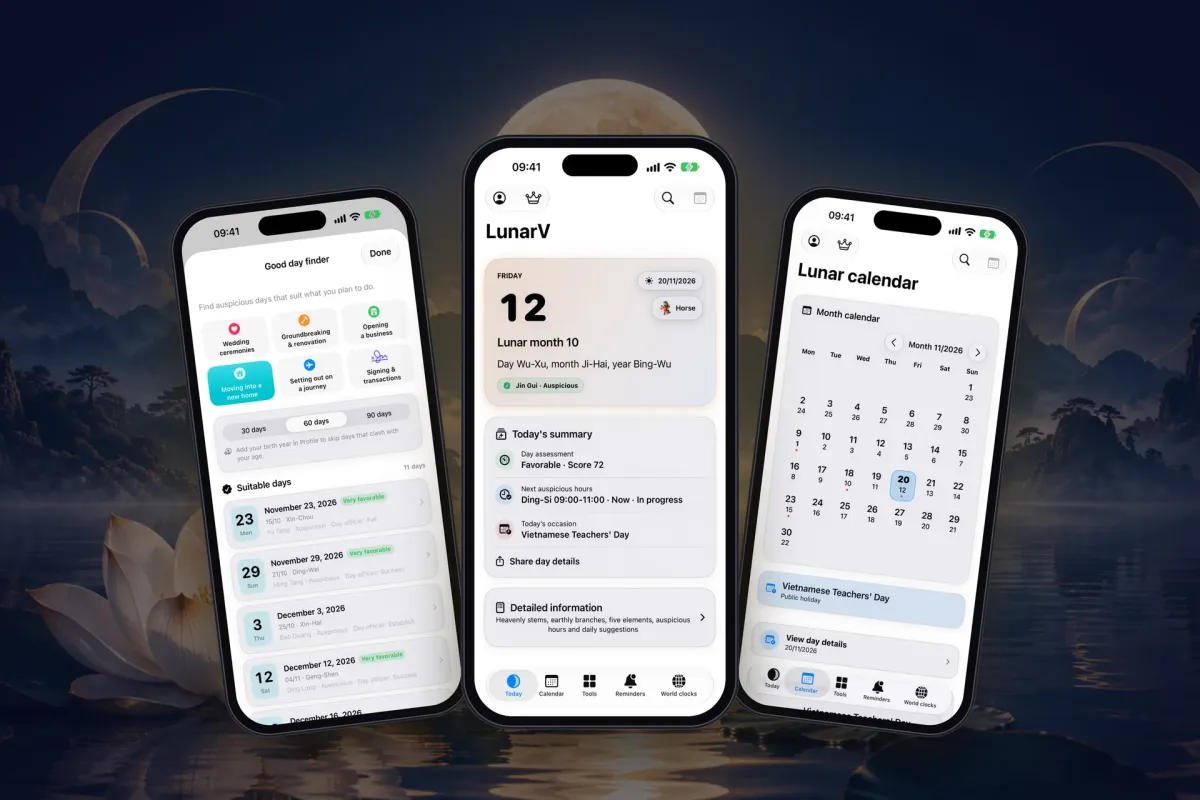 09:41
Good day finder
Done
Find auspicious days that suit what you plan to do.
Wedding
ceremonies
Groundbreaking
& renovation
Opening
a business
Moving into a
new home
Setting out on
a journey
Signing &
transactions
30 days
60 days
90 days
Add your birth year in Profile to skip days that clash with
your age.
11 days
Suitable days
23
Mon
November 23, 2026
Very favorable
15/10 · Xin-Chou
29
Sun
November 29, 2026
Very favorable
21/10 · Ding-Wei
3
Thu
December 3, 2026
25/10 · Xin-Hai
12
Sat
December 12, 2026
Very favorable
04/11 · Geng-Shen
December 16, 2026
09:41
LunarV
FRIDAY
20/11/2026
12
Horse
Lunar month 10
Day Wu-Xu, month Ji-Hai, year Bing-Wu
Jin Gui · Auspicious
Today's summary
Day assessment
Favorable · Score 72
Next auspicious hours
Ding-Si 09:00-11:00 · Now · In progress
Today's occasion
Vietnamese Teachers' Day
Share day details
Detailed information
Heavenly stems, earthly branches, five elements, auspicious
hours and daily suggestions
Today
Calendar
Tools
Reminders
World clocks
09:41
Lunar calendar
Month calendar
Month 11/2026
Mon Tue Wed Thu Fri Sat Sun
1
23
2 3 4 5 6 7 8
24 25 26 27 28 29 30
9 10 11 12 13 14 15
1 2 3 4 5 6 7
16 17 18 19 20 21 22
8 9 10 11 12 13 14
23 24 25 26 27 28 29
15 16 17 18 19 20 21
30
22
Vietnamese Teachers' Day
Public holiday
View day details
20/11/2026
Today
Calendar
Tools
Reminders
World clocks
Vietnamese Teachers' Day